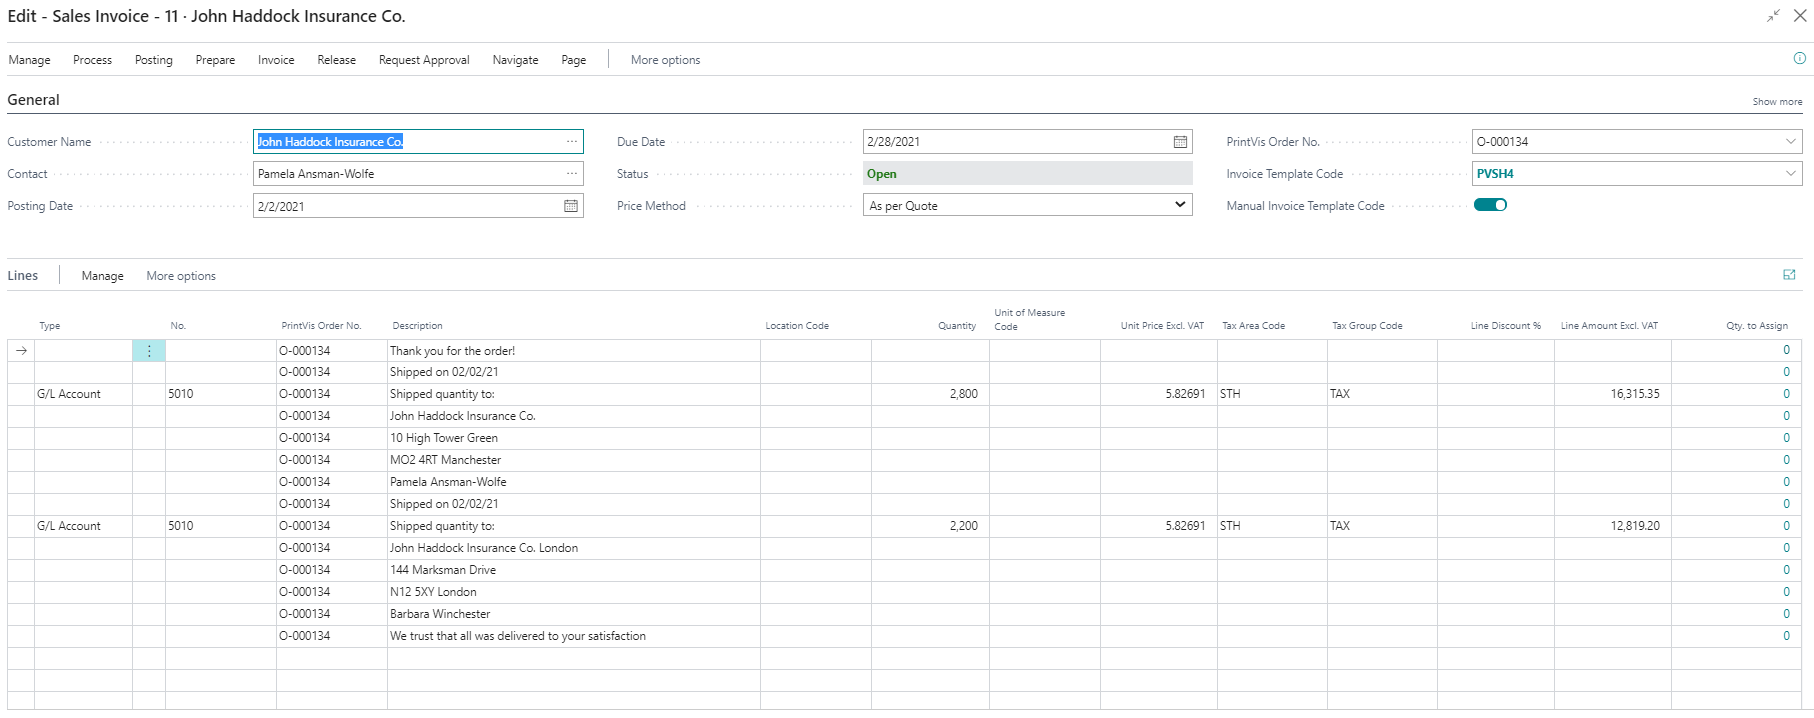 Edit - Sales Invoice - 11 · John Haddock Insurance Co.
Manage Process Posting Prepare Invoice Release Request Approval Navigate Page More options
General
Show more
Customer Name John Haddock Insurance Co. Due Date 2/28/2021 PrintVis Order No. O-000134
Contact Pamela Ansman-Wolfe Status Open Invoice Template Code PVSH4
Posting Date 2/2/2021 Price Method As per Quote Manual Invoice Template Code
Lines Manage More options
Type No. PrintVis Order No. Description Location Code Quantity Unit of Measure Code Unit Price Excl. VAT Tax Area Code Tax Group Code Line Discount % Line Amount Excl. VAT Qty. to Assign
O-000134 Thank you for the order! 0
O-000134 Shipped on 02/02/21 0
G/L Account 5010 O-000134 Shipped quantity to: 2,800 5.82691 STH TAX 16,315.35 0
O-000134 John Haddock Insurance Co. 0
O-000134 10 High Tower Green 0
O-000134 MO2 4RT Manchester 0
O-000134 Pamela Ansman-Wolfe 0
O-000134 Shipped on 02/02/21 0
G/L Account 5010 O-000134 Shipped quantity to: 2,200 5.82691 STH TAX 12,819.20 0
O-000134 John Haddock Insurance Co. London 0
O-000134 144 Marksman Drive 0
O-000134 N12 5XY London 0
O-000134 Barbara Winchester 0
O-000134 We trust that all was delivered to your satisfaction 0